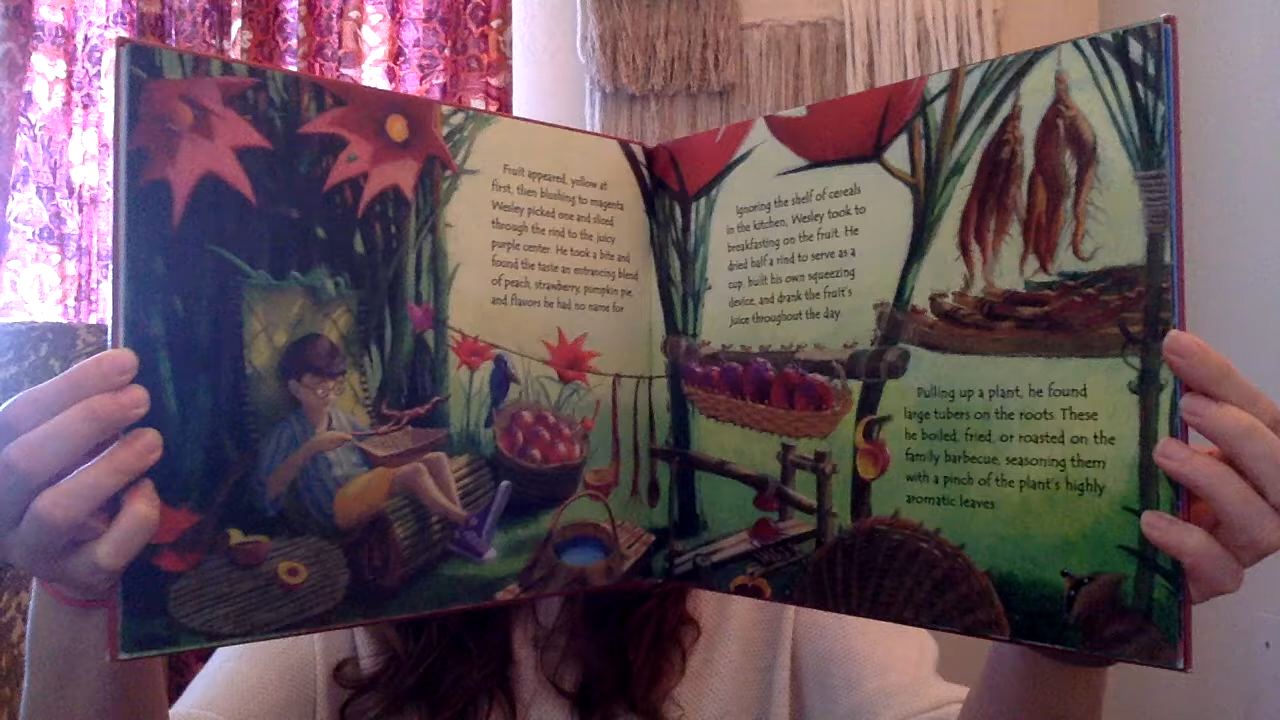 Fruit appeared, yellow at
first, then blushing to magenta.
Wesley picked one and sliced
through the rind to the juicy
purple center. He took a bite and
found the taste an entrancing blend
of peach, strawberry, pumpkin pie,
and flavors he had no name for.
Ignoring the shelf of cereals
in the kitchen, Wesley took to
breakfasting on the fruit. He
dried half a rind to serve as a
cup, built his own squeezing
device, and drank the fruit's
juice throughout the day.
Pulling up a plant, he found
large tubers on the roots. These
he boiled, fried, or roasted on the
family barbecue, seasoning them
with a pinch of the plant's highly
aromatic leaves.